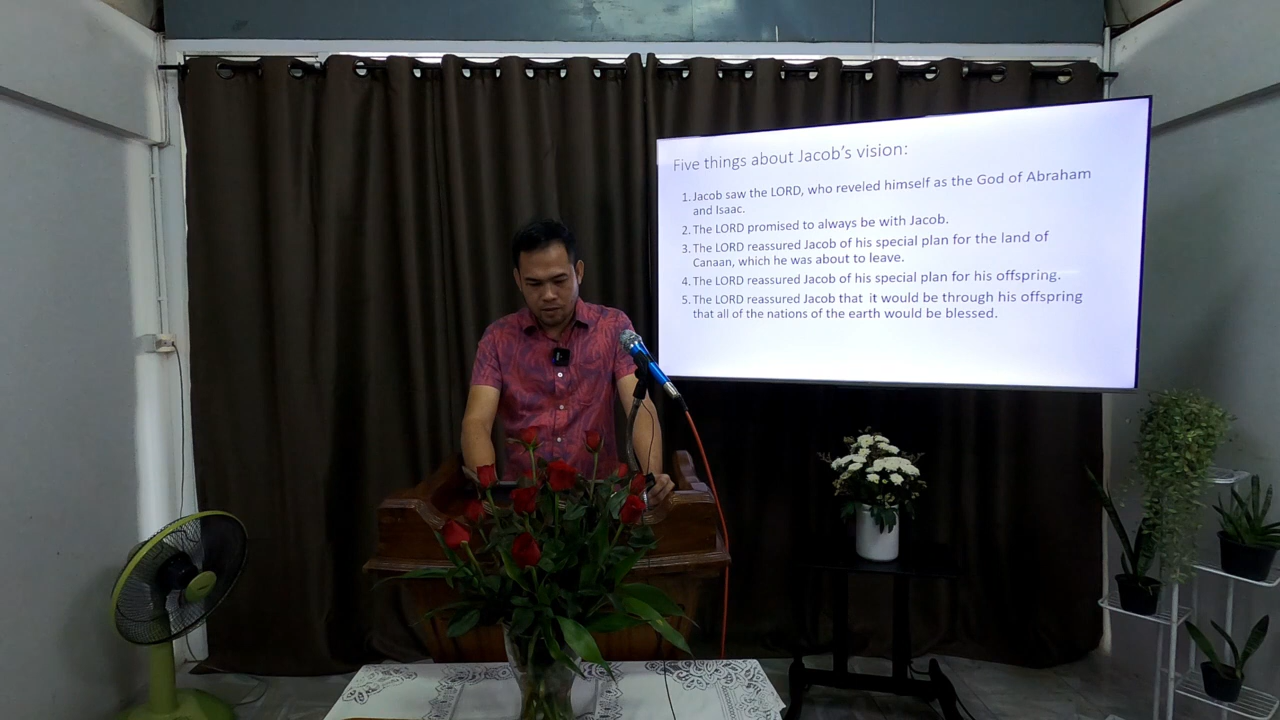 Five things about Jacob's vision:
1. Jacob saw the LORD, who reveled himself as the God of Abraham
and Isaac.
2. The LORD promised to always be with Jacob.
3. The LORD reassured Jacob of his special plan for the land of
Canaan, which he was about to leave.
4. The LORD reassured Jacob of his special plan for his offspring.
5. The LORD reassured Jacob that it would be through his offspring
that all of the nations of the earth would be blessed.